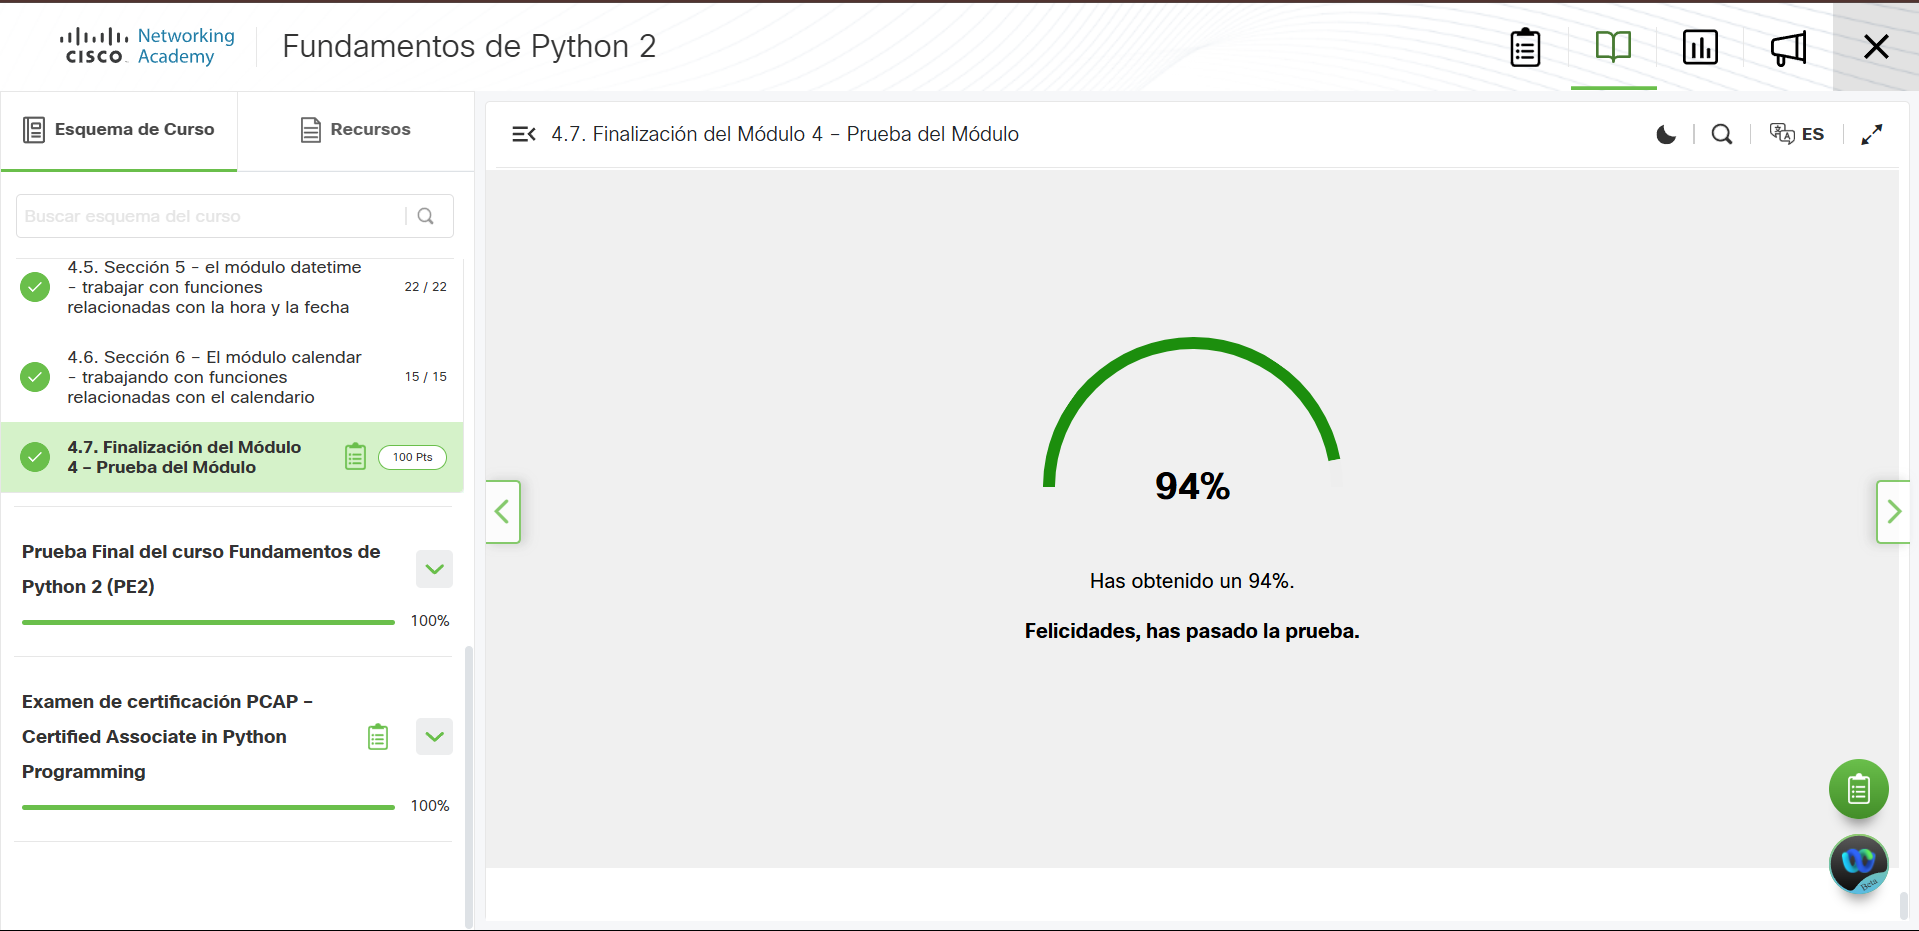 CISCO
Networking
Academy
Fundamentos de Python 2
Esquema de Curso
Recursos
Buscar esquema del curso
4.5. Sección 5 – el módulo datetime
– trabajar con funciones
relacionadas con la hora y la fecha
22 / 22
4.6. Sección 6 – El módulo calendar
– trabajando con funciones
relacionadas con el calendario
15 / 15
4.7. Finalización del Módulo
4 – Prueba del Módulo
100 Pts
Prueba Final del curso Fundamentos de
Python 2 (PE2)
100%
Examen de certificación PCAP –
Certified Associate in Python
Programming
100%
4.7. Finalización del Módulo 4 – Prueba del Módulo
ES
94%
Has obtenido un 94%.
Felicidades, has pasado la prueba.
Beta